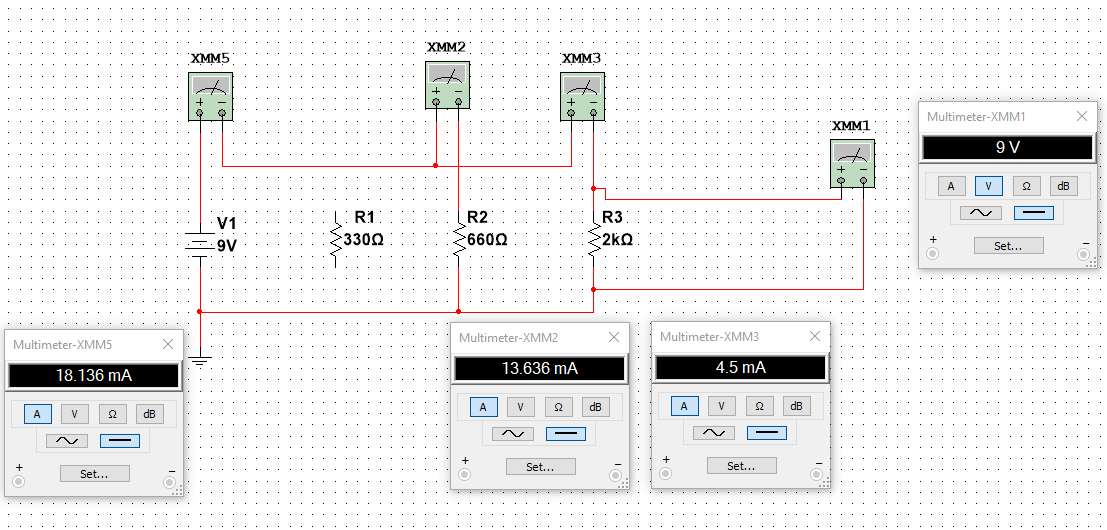 XMM5
XMM2
XMM3
XMM1
+ −
+ −
+ −
+ −
V1
9V
R1
330Ω
R2
660Ω
R3
2kΩ
Multimeter-XMM1
9 V
A V Ω dB
+ −
Set...
Multimeter-XMM5
18.136 mA
A V Ω dB
+ −
Set...
Multimeter-XMM2
13.636 mA
A V Ω dB
+ −
Set...
Multimeter-XMM3
4.5 mA
A V Ω dB
+ −
Set...